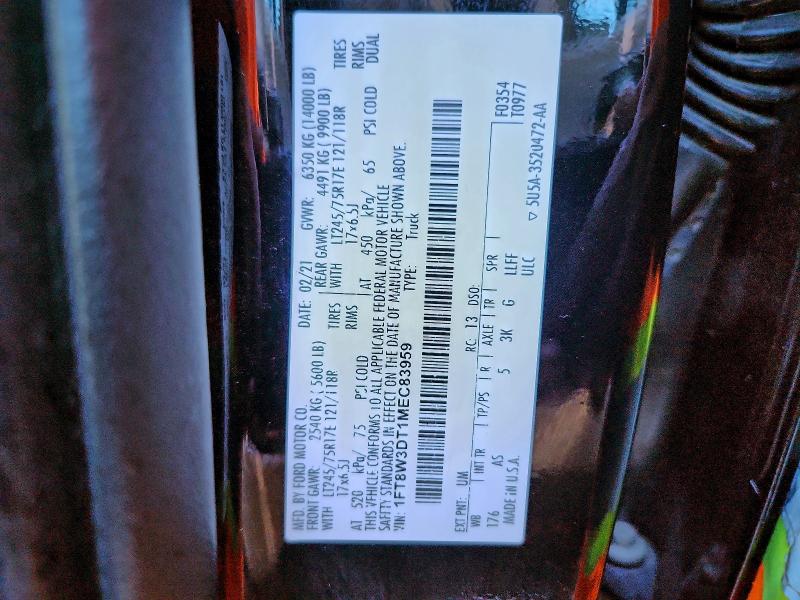 MFD. BY FORD MOTOR CO.
DATE: 02/21 GVWR: 6350 KG (14000 LB)
FRONT GAWR: 2540 KG (5600 LB)
REAR GAWR: 4491 KG (9900 LB)
WITH LT245/75R17E 121/118R TIRES
WITH LT245/75R17E 121/118R TIRES
17x6.5J RIMS
17x6.5J RIMS
AT 520 kPa/ 75 PSI COLD
AT 450 kPa/ 65 PSI COLD DUAL
THIS VEHICLE CONFORMS TO ALL APPLICABLE FEDERAL MOTOR VEHICLE
SAFETY STANDARDS IN EFFECT ON THE DATE OF MANUFACTURE SHOWN ABOVE.
VIN: 1FT8W3DT1MEC83959
TYPE: Truck
EXT PNT: UM RC: 13 DSO: F0354
WB INT TR TP/PS R AXLE TR SPR T0977
176 AS 5 3K G LLFF
ULC
MADE IN U.S.A. ▽ 5U5A-3520472-AA